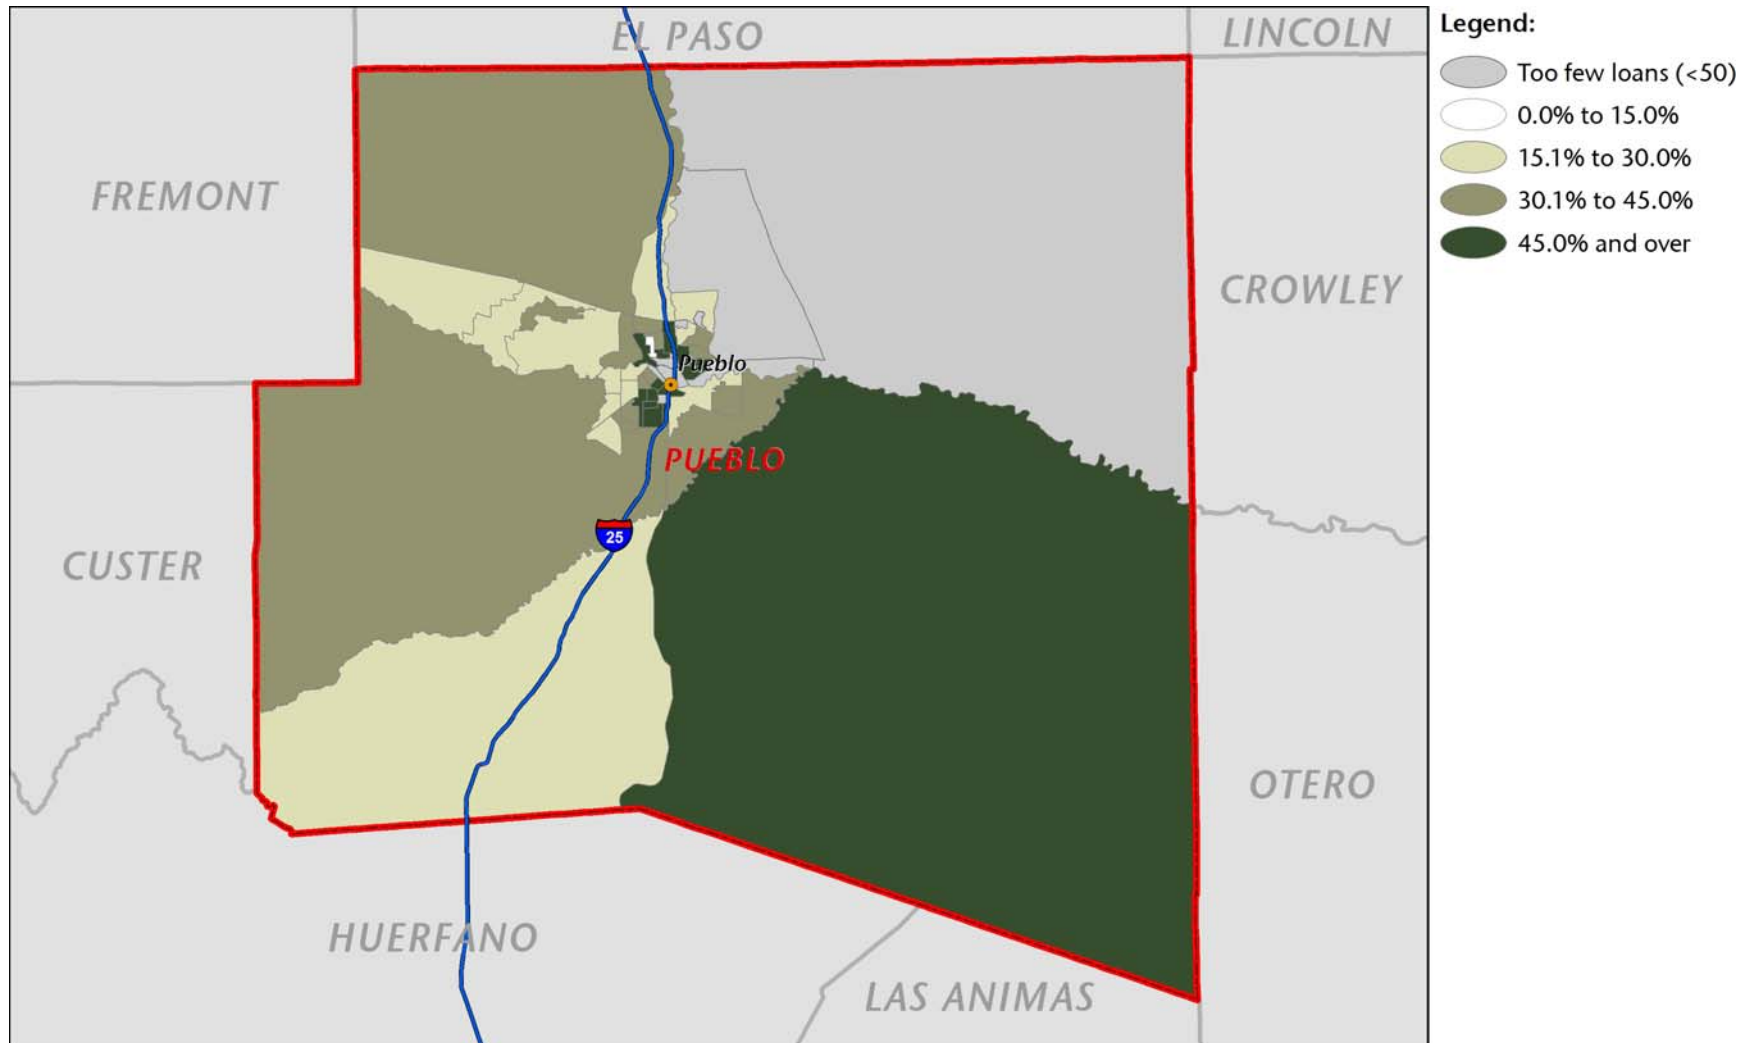 EL PASO
LINCOLN
Legend:
Too few loans (<50)
0.0% to 15.0%
15.1% to 30.0%
30.1% to 45.0%
45.0% and over
FREMONT
CROWLEY
Pueblo
PUEBLO
25
CUSTER
OTERO
HUERFANO
LAS ANIMAS